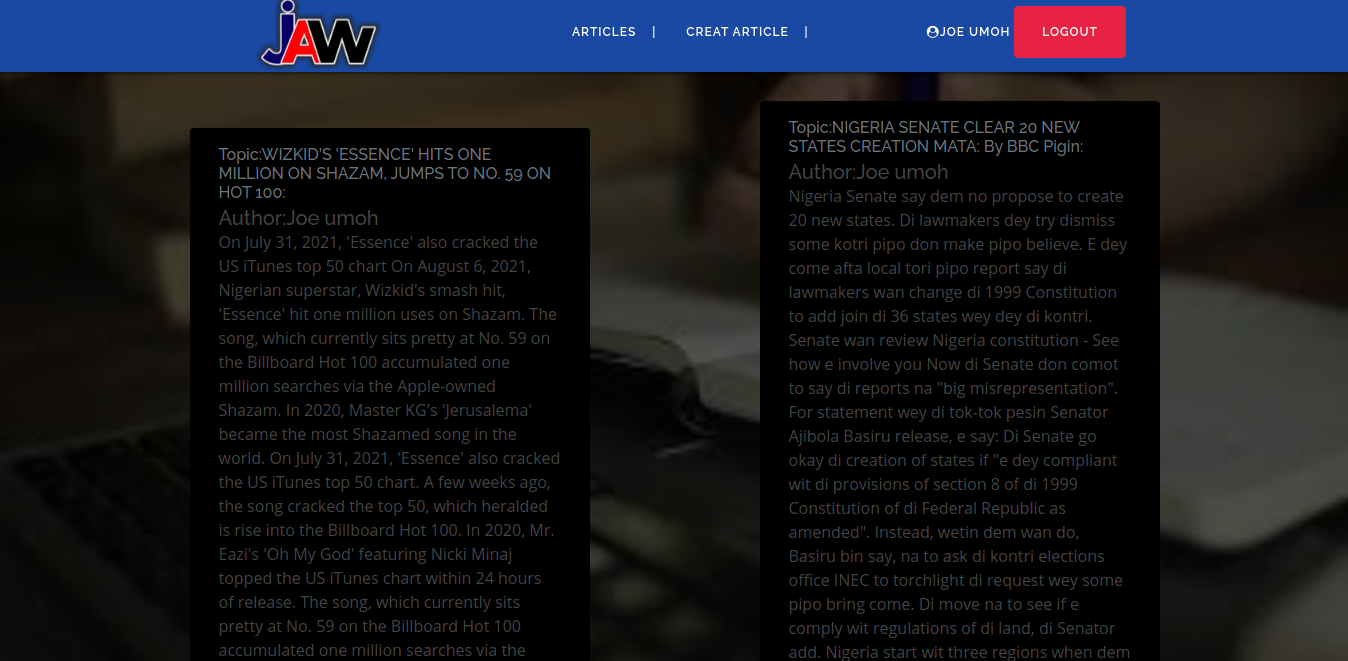 jAW
ARTICLES |
CREAT ARTICLE |
JOE UMOH
LOGOUT
Topic:WIZKID'S 'ESSENCE' HITS ONE
MILLION ON SHAZAM, JUMPS TO NO. 59 ON
HOT 100:
Author:Joe umoh
On July 31, 2021, 'Essence' also cracked the
US iTunes top 50 chart On August 6, 2021,
Nigerian superstar, Wizkid's smash hit,
'Essence' hit one million uses on Shazam. The
song, which currently sits pretty at No. 59 on
the Billboard Hot 100 accumulated one
million searches via the Apple-owned
Shazam. In 2020, Master KG's 'Jerusalema'
became the most Shazamed song in the
world. On July 31, 2021, 'Essence' also cracked
the US iTunes top 50 chart. A few weeks ago,
the song cracked the top 50, which heralded
is rise into the Billboard Hot 100. In 2020, Mr.
Eazi's 'Oh My God' featuring Nicki Minaj
topped the US iTunes chart within 24 hours
of release. The song, which currently sits
pretty at No. 59 on the Billboard Hot 100
accumulated one million searches via the
Topic:NIGERIA SENATE CLEAR 20 NEW
STATES CREATION MATA: By BBC Pigin:
Author:Joe umoh
Nigeria Senate say dem no propose to create
20 new states. Di lawmakers dey try dismiss
some kotri pipo don make pipo believe. E dey
come afta local tori pipo report say di
lawmakers wan change di 1999 Constitution
to add join di 36 states wey dey di kontri.
Senate wan review Nigeria constitution - See
how e involve you Now di Senate don comot
to say di reports na "big misrepresentation".
For statement wey di tok-tok pesin Senator
Ajibola Basiru release, e say: Di Senate go
okay di creation of states if "e dey compliant
wit di provisions of section 8 of di 1999
Constitution of di Federal Republic as
amended". Instead, wetin dem wan do,
Basiru bin say, na to ask di kontri elections
office INEC to torchlight di request wey some
pipo bring come. Di move na to see if e
comply wit regulations of di land, di Senator
add. Nigeria start wit three regions when dem